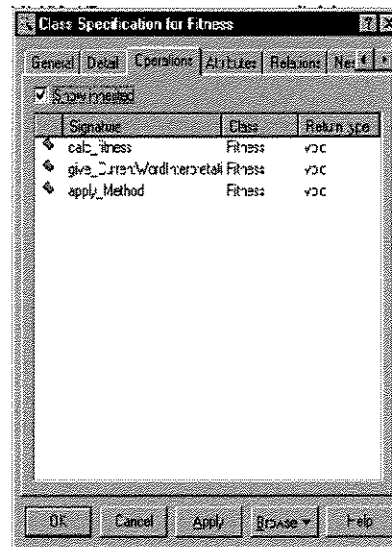 Class Specification for Fitness
General Detail Operations Attributes Relations
Show inherited
Signature Class Return type
calc_fitness Fitness void
give_CurrentWordInterpretati Fitness void
apply_Method Fitness void
OK Cancel Apply Browse Help